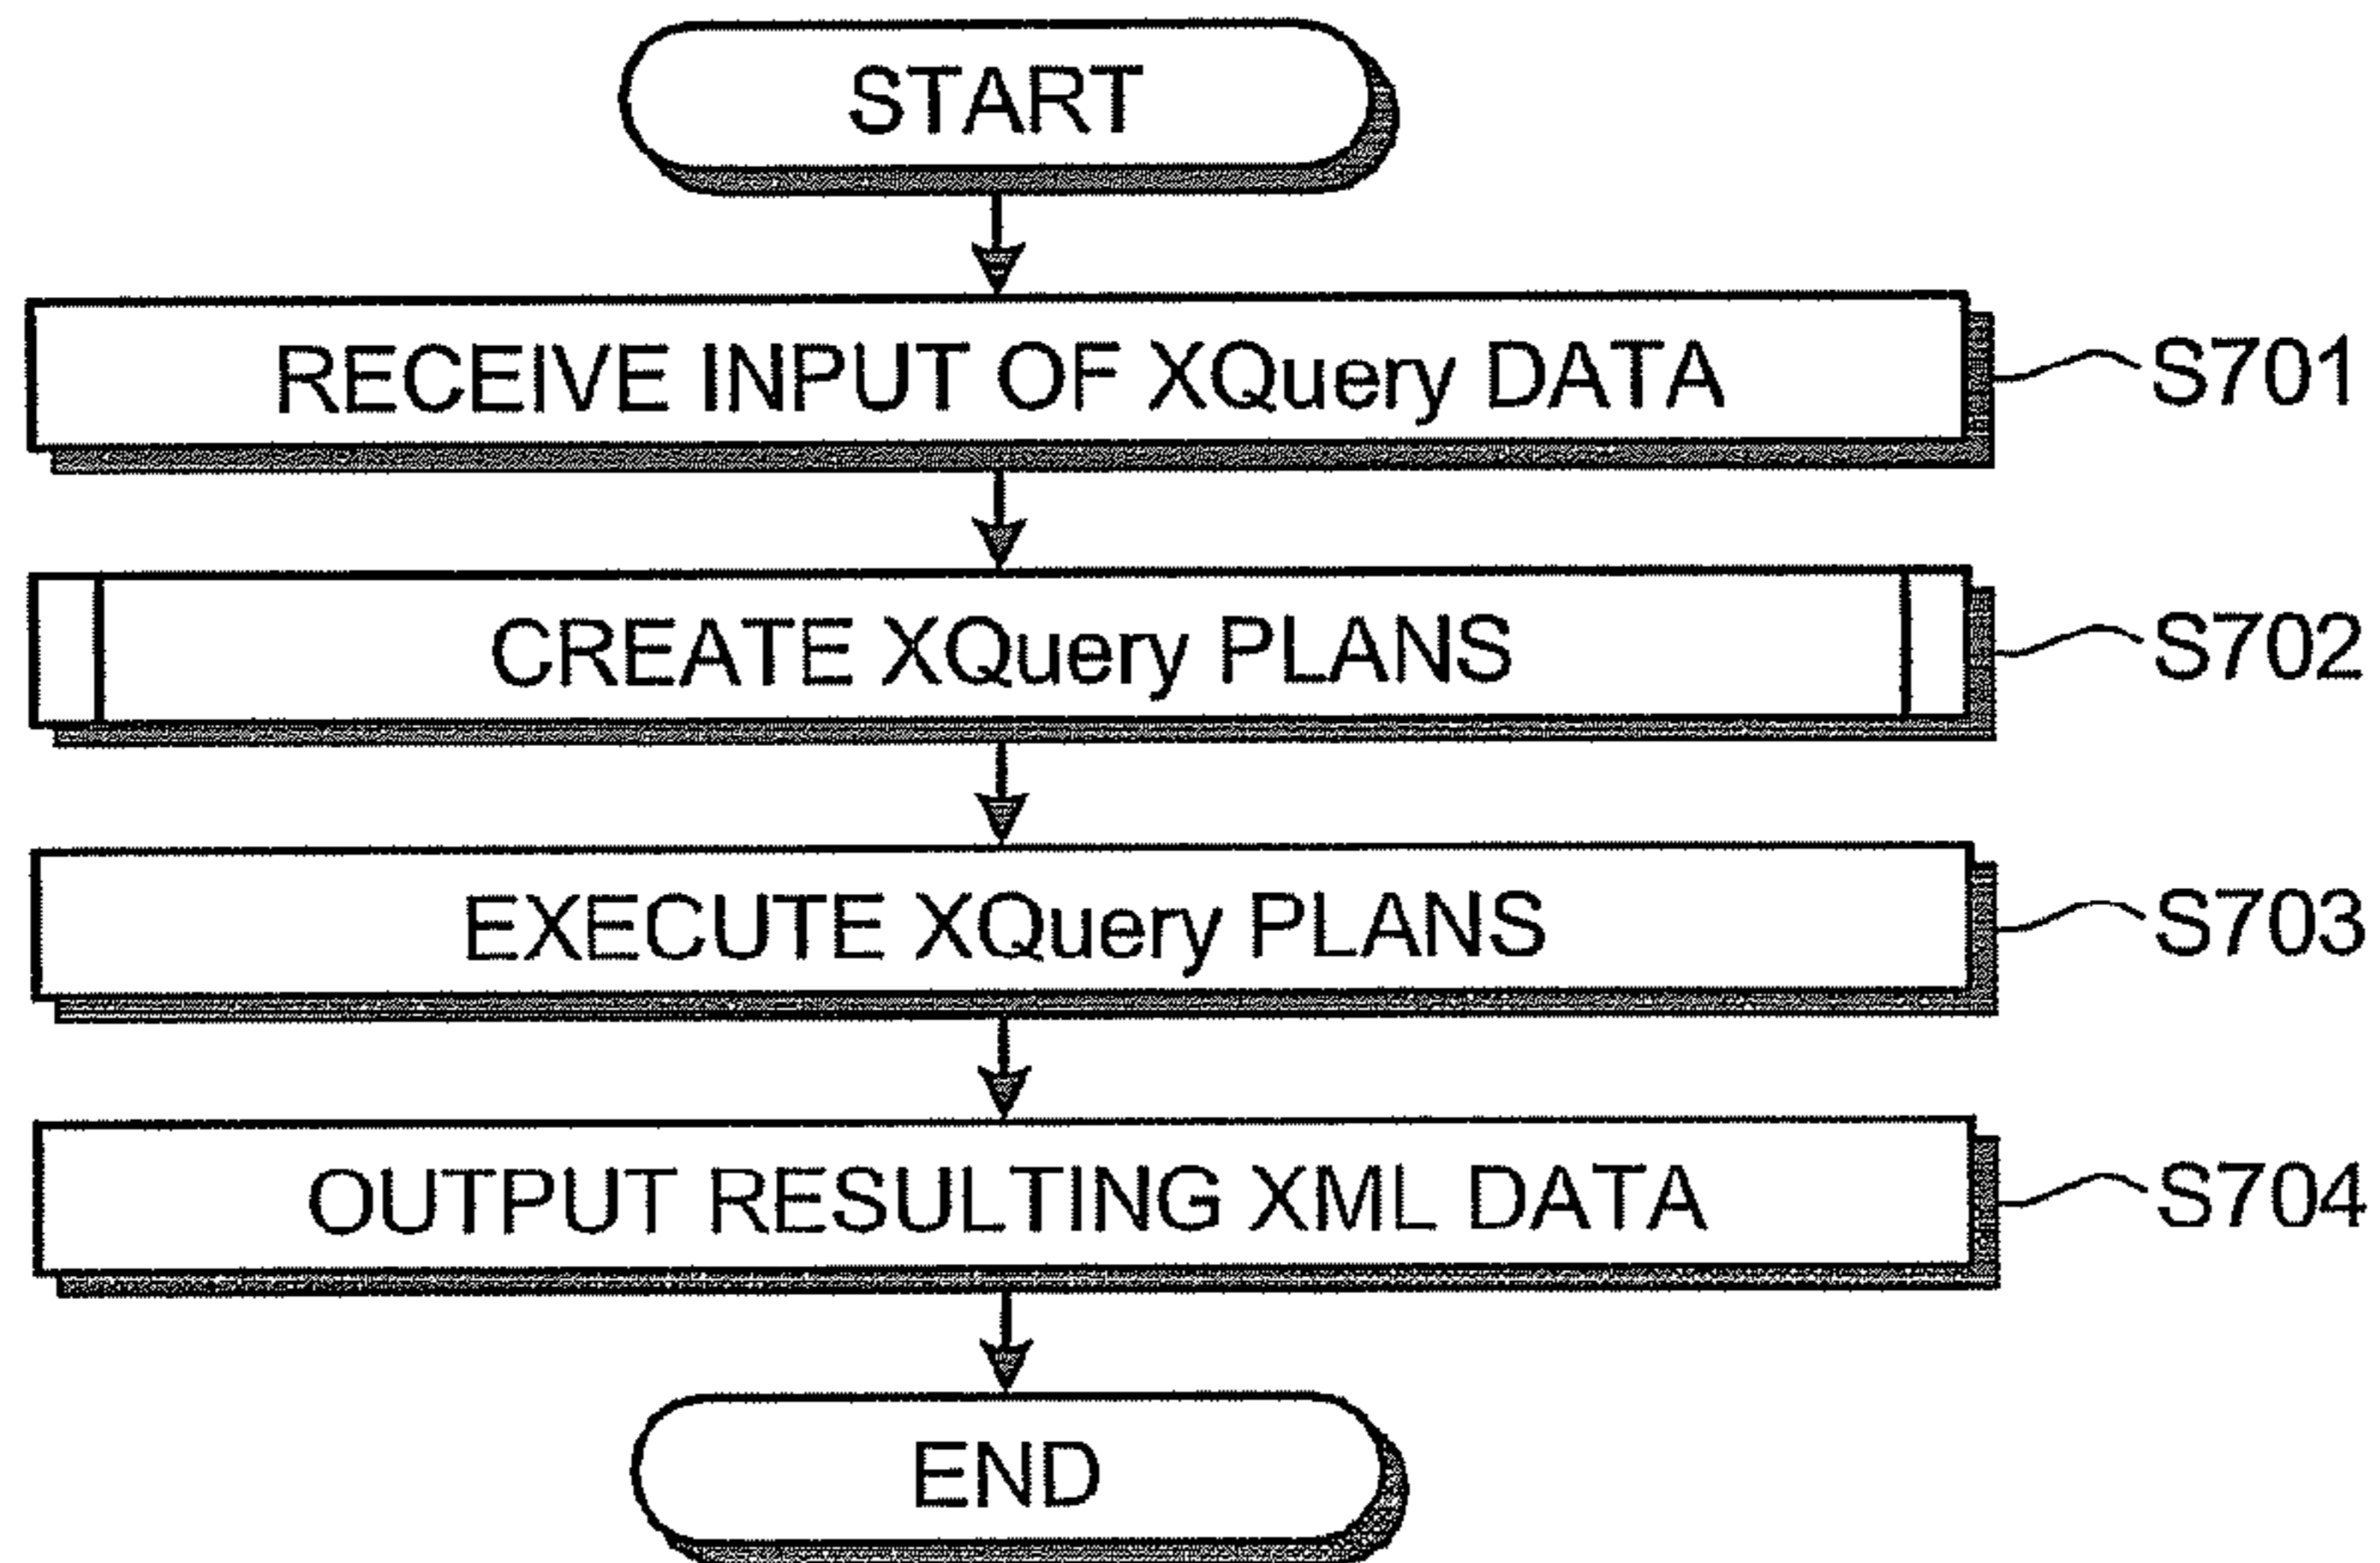 START
RECEIVE INPUT OF XQuery DATA
S701
CREATE XQuery PLANS
S702
EXECUTE XQuery PLANS
S703
OUTPUT RESULTING XML DATA
S704
END